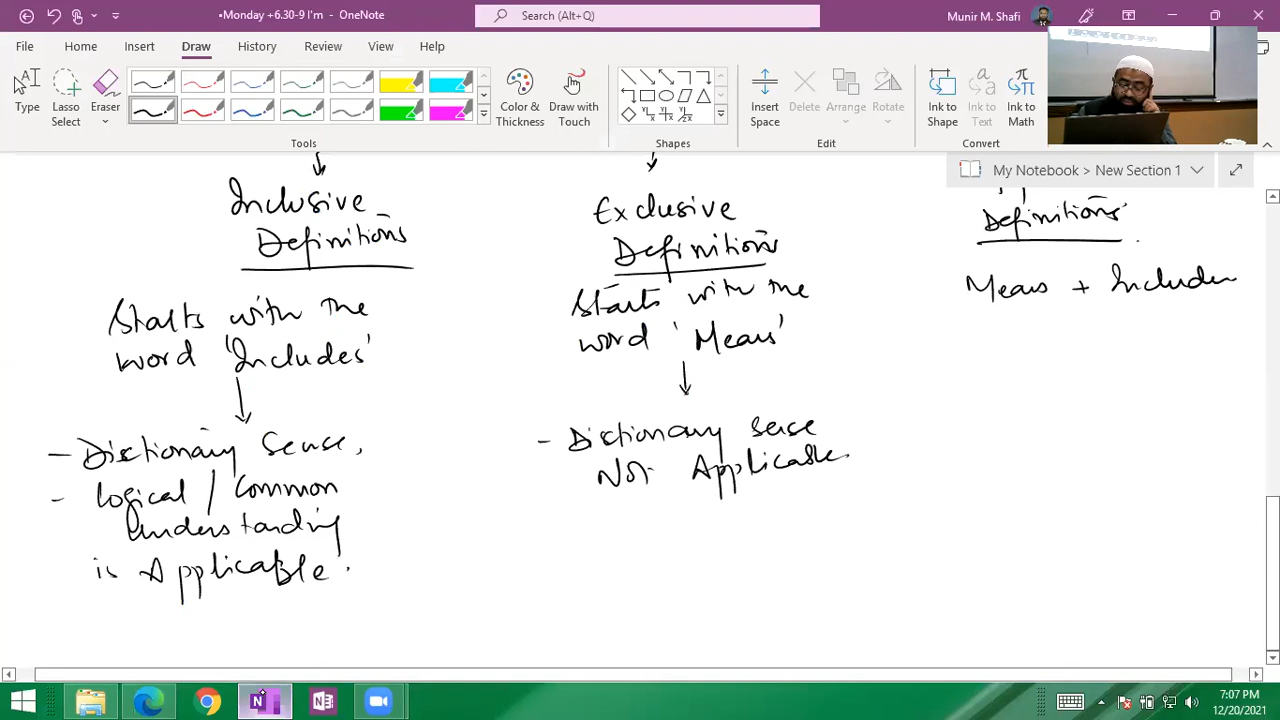 •Monday +6.30-9 I'm - OneNote
Search (Alt+Q)
Munir M. Shafi
File Home Insert Draw History Review View Help
Type
Lasso Select
Eraser
Color & Thickness
Draw with Touch
Insert Space
Delete
Arrange
Rotate
Ink to Shape
Ink to Text
Ink to Math
Tools
Shapes
Edit
Convert
My Notebook > New Section 1
Inclusive
Definitions
Starts with the
word 'Includes'
- Dictionary Sense,
- Logical / Common
Understanding
is Applicable.
Exclusive
Definitions
Starts with the
word 'Means'
- Dictionary sense
Not Applicable.
Definitions
Means + Includes
7:07 PM
12/20/2021